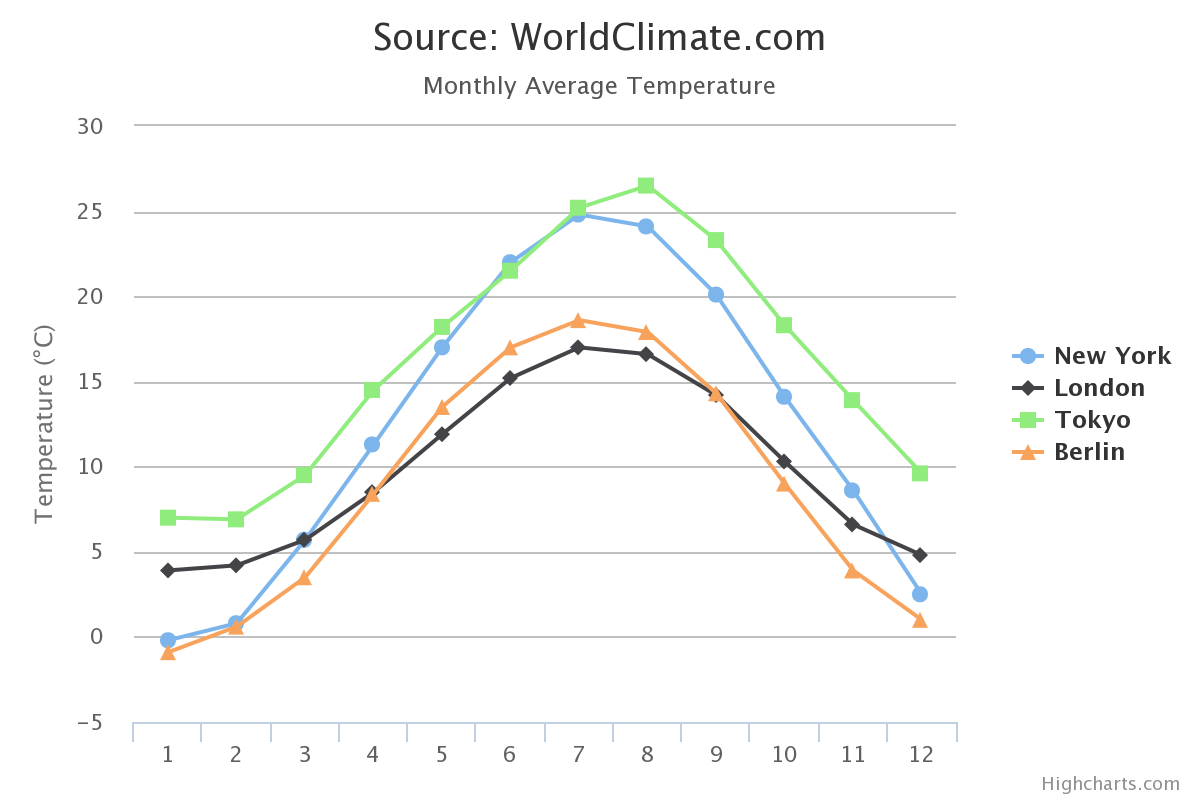 Source: WorldClimate.com
Monthly Average Temperature
Temperature (°C)
30
25
20
15
10
5
0
−5
1 2 3 4 5 6 7 8 9 10 11 12
New York
London
Tokyo
Berlin
Highcharts.com